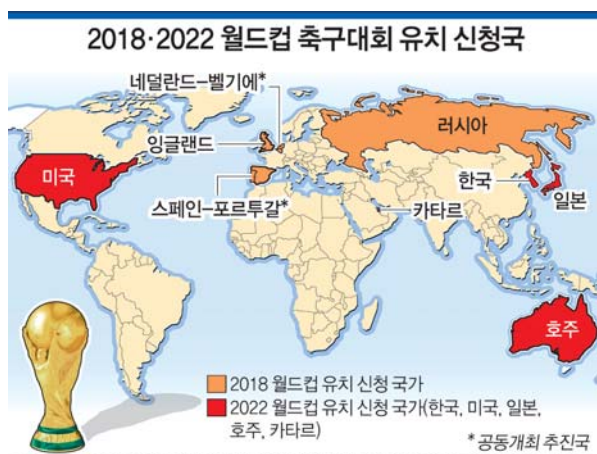 2018·2022 월드컵 축구대회 유치 신청국
네덜란드-벨기에*
잉글랜드
러시아
미국
한국
일본
스페인-포르투갈*
카타르
호주
2018 월드컵 유치 신청 국가
2022 월드컵 유치 신청 국가(한국, 미국, 일본,
호주, 카타르)
*공동개최 추진국